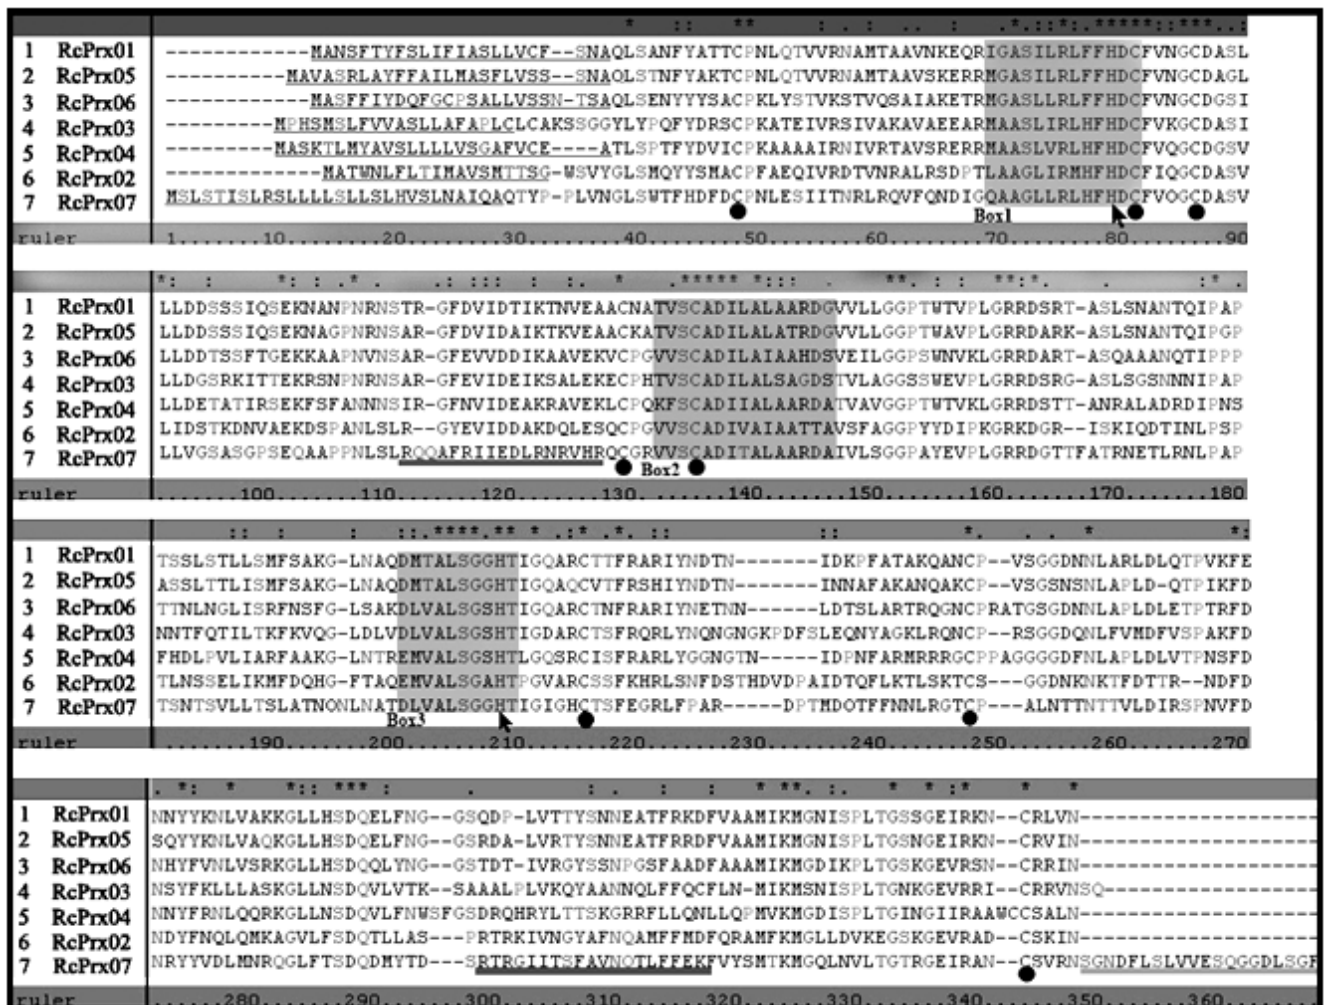 1 RcPrx01 ------------MANSFTYFSLIFIASLLVCF--SNAQLSANFYATTCPNLQTVVRNAMTAAVNKEQRIGASILRLFFHDCFVNGCDASL
2 RcPrx05 ----------MAVASRLAYFFAILMASFLVSS--SNAQLSTNFYAKTCPNLQTVVRNAMTAAVSKERRMGASILRLFFHDCFVNGCDAGL
3 RcPrx06 ------------MASFFIYDQFGCPSALLVSSN-TSAQLSENYYYSACPKLYSTVKSTVQSAIAKETRMGASLLRLFFHDCFVNGCDGSI
4 RcPrx03 ---------MPHSMSLFVVASLLAFAPLCLCAKSSGGYLYPQFYDRSCPKATEIVRSIVAKAVAEEARMAASLIRLHFHDCFVKGCDASI
5 RcPrx04 ---------MASKTLMYAVSLLLLVSGAFVCE----ATLSPTFYDVICPKAAAAIRNIVRTAVSRERRMAASLVRLHFHDCFVQGCDGSI
6 RcPrx02 -------------MATWNLFLTIMAVSMTTSG-WSVYGLSMQYYSMACPFAEQIVRDTVNRALRSDPTLAAGLIRMHFHDCFIQGCDASV
7 RcPrx07 MSLSTISLRSLLLLLSLLSLHVSLNAIQAQTYP-PLVNGLSWTFHDFDCPNLESIITNRLRQVFQNDIGQAAGLLRLHFHDCFVQGCDASV
Box1
ruler 1.......10........20........30........40........50........60........70........80........90
1 RcPrx01 LLDDSSSIQSEKNANPNRNSTR-GFDVIDTIKTNVEAACNATVSCADILALAARDGVVLLGGPTWTVPLGRRDSRT-ASLSNANTQIPAP
2 RcPrx05 LLDDSSSIQSEKNAGPNRNSAR-GFDVIDAIKTKVEAACKATVSCADILALATRDGVVLLGGPTWAVPLGRRDARK-ASLSNANTQIPGP
3 RcPrx06 LLDDTSSFTGEKKAAPNVNSAR-GFEVVDDIKAAVEKVCPGVVSCADILAIAAHDSVEILGGPSWNVKLGRRDART-ASQAAANQTIPPP
4 RcPrx03 LLDGSRKITTEKRSNPNRNSAR-GFEVIDEIKSALEKECPHTVSCADILALSAGDSTVLAGGSSWEVPLGRRDSRG-ASLSGSNNNIPAP
5 RcPrx04 LLDETATIRSEKFSFANNNSIR-GFNVIDEAKRAVEKLCPQKFSCADIIALAARDATVAVGGPTWTVKLGRRDSTT-ANRALADRDIPNS
6 RcPrx02 LIDSTKDNVAEKDSPANLSLR--GYEVIDDAKDQLESQCPGVVSCADIVAIAATTAVSFAGGPYYDIPKGRKDGR--ISKIQDTINLPSP
7 RcPrx07 LLVGSASGPSEQAAPPNLSLRQQAFRIIEDLRNRVHRQCGRVVSCADITALAARDAIVLSGGPAYEVPLGRRDGTTFATRNETLRNLPAP
Box2
ruler ......100.......110.......120.......130.......140.......150.......160.......170.......180
1 RcPrx01 TSSLSTLLSMFSAKG-LNAQDMTALSGGHTIGQARCTTFRARIYNDTN-------IDKPFATAKQANCP--VSGGDNNLARLDLQTPVKFE
2 RcPrx05 ASSLTTLISMFSAKG-LNAQDMTALSGGHTIGQAQCVTFRSHIYNDTN-------INNAFAKANQAKCP--VSGSNSNLAPLD-QTPIKFD
3 RcPrx06 TTNLNGLISRFNSFG-LSAKDLVALSGSHTIGQARCTNFRARIYNETNN------LDTSLARTRQGNCPRATGSGDNNLAPLDLETPTRFD
4 RcPrx03 NNTFQTILTKFKVQG-LDLVDLVALSGSHTIGDARCTSFRQRLYNQNGNGKPDFSLEQNYAGKLRQNCP--RSGGDQNLFVMDFVSPAKFD
5 RcPrx04 FHDLPVLIARFAAKG-LNTREMVALSGSHTLGQSRCISFRARLYGGNGTN-----IDPNFARMRRRGCPPAGGGGDFNLAPLDLVTPNSFD
6 RcPrx02 TLNSSELIKMFDQHG-FTAQEMVALSGAHTPGVARCSSFKHRLSNFDSTHDVDPAIDTQFLKTLSKTCS---GGDNKNKTFDTTR--NDFD
7 RcPrx07 TSNTSVLLTSLATNONLNATDLVALSGGHTIGIGHCTSFEGRLFPAR-----DPTMDOTFFNNLRGTCP---ALNTTNTTVLDIRSPNVFD
Box3
ruler .......190.......200.......210.......220.......230.......240.......250.......260.......270
1 RcPrx01 NNYYKNLVAKKGLLHSDQELFNG--GSQDP-LVTTYSNNEATFRKDFVAAMIKMGNISPLTGSSGEIRKN--CRLVN
2 RcPrx05 SQYYKNLVAQKGLLHSDQELFNG--GSRDA-LVRTYSNNEATFRRDFVAAMIKMGNISPLTGSNGEIRKN--CRVIN
3 RcPrx06 NHYFVNLVSRKGLLHSDQQLYNG--GSTDT-IVRGYSSNPGSFAADFAAAMIKMGDIKPLTGSRGEVRSN--CRRIN
4 RcPrx03 NSYFKLLLASKGLLNSDQVLVTK--SAAALPLVKQYAANNQLFFQCFLN-MIKMSNISPLTGNKGEVRRI--CRRVNSQ
5 RcPrx04 NNYFRNLQQRKGLLNSDQVLFNWSFGSDRQHRYLTTSKGRRFLLQNLLQPMVKMGDISPLTGINGIIRAAWCCSALN
6 RcPrx02 NDYFNQLQMKAGVLFSDQTLLAS---PRTRKIVNGYAFNQAMFFMDFQRAMFKMGLLDVKEGSKGEVRAD--CSKIN
7 RcPrx07 NRYYVDLMNRQGLFTSDQDMYTD---SRTRGIITSFAVNQTLFFEKFVYSMTKMGQLNVLTGTRGEIRAN--CSVRNSGNDFLSLVVESQGGDLSGF
ruler .......280.......290.......300.......310.......320.......330.......340.......350.......360.......